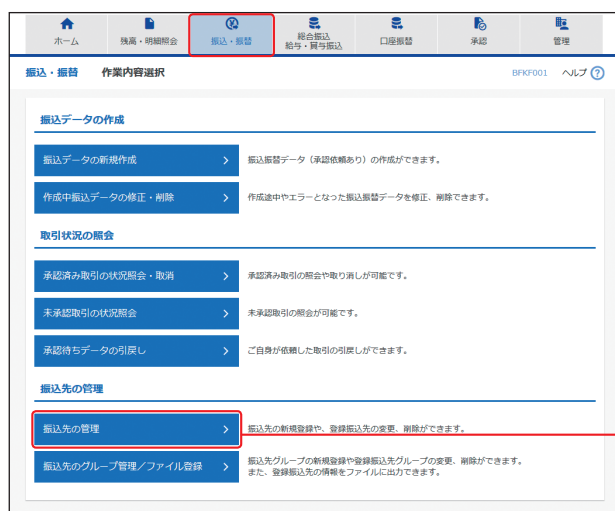 ホーム
残高・明細照会
振込・振替
総合振込
給与・賞与振込
口座振替
承認
管理
振込・振替 作業内容選択 BFKF001 ヘルプ ?
振込データの作成
振込データの新規作成 > 振込振替データ（承認依頼あり）の作成ができます。
作成中振込データの修正・削除 > 作成途中やエラーとなった振込振替データを修正、削除できます。
取引状況の照会
承認済み取引の状況照会・取消 > 承認済み取引の照会や取り消しが可能です。
未承認取引の状況照会 > 未承認取引の照会が可能です。
承認待ちデータの引戻し > ご自身が依頼した取引の引戻しができます。
振込先の管理
振込先の管理 > 振込先の新規登録や、登録振込先の変更、削除ができます。
振込先のグループ管理／ファイル登録 > 振込先グループの新規登録や登録振込先グループの変更、削除ができます。
また、登録振込先の情報をファイルに出力できます。